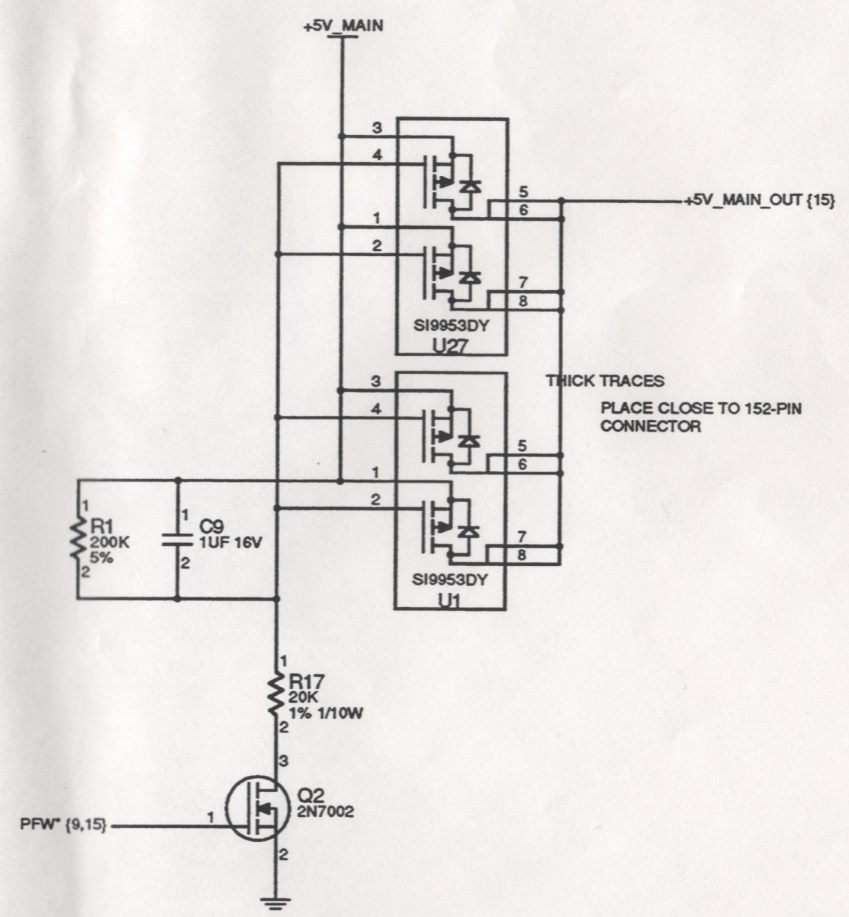 +5V_MAIN
3
4
5
+5V_MAIN_OUT {15}
6
1
2
7
8
SI9953DY
U27
3
THICK TRACES
4
PLACE CLOSE TO 152-PIN
CONNECTOR
5
6
1
2
1
R1
200K
5%
2
1
C9
1UF 16V
2
7
8
SI9953DY
U1
1
R17
20K
1% 1/10W
2
3
Q2
2N7002
PFW* {9,15}
1
2